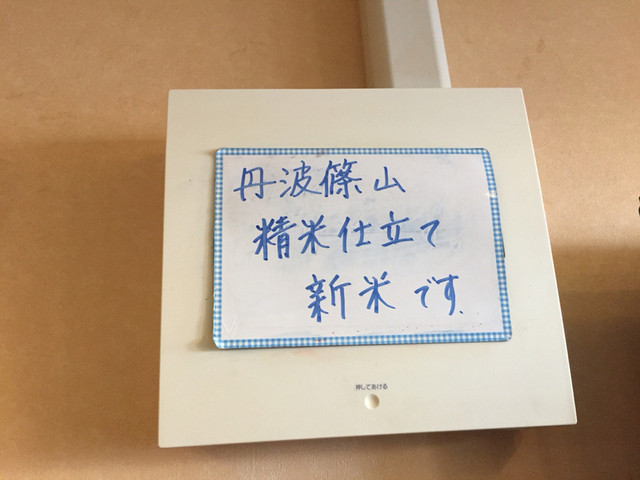 丹波篠山
精米仕立て
新米です.
押してあける